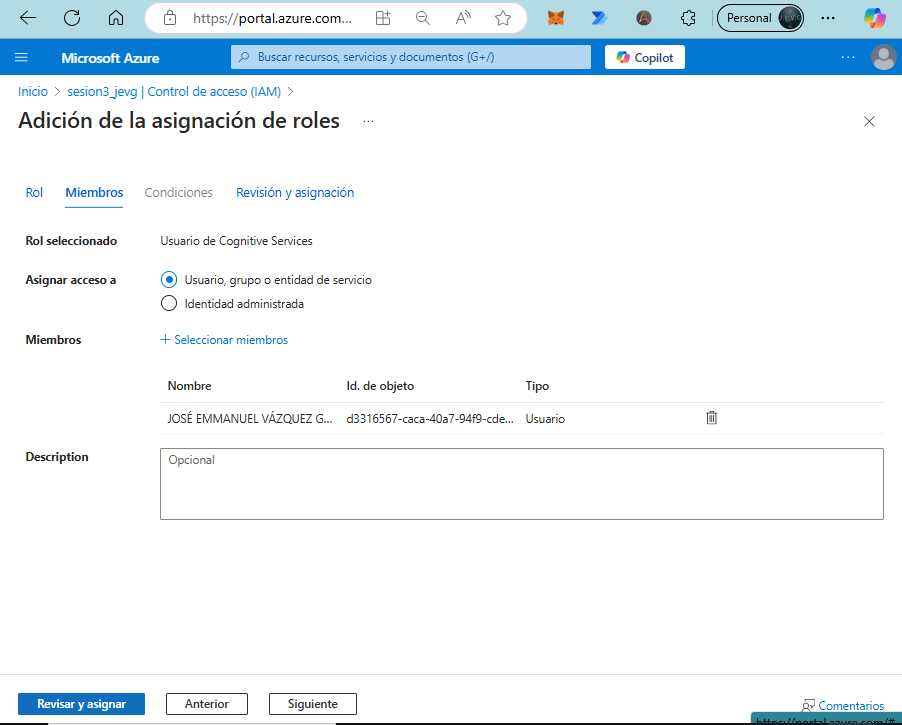 https://portal.azure.com...
Personal
Microsoft Azure
Buscar recursos, servicios y documentos (G+/)
Copilot
Inicio > sesion3_jevg | Control de acceso (IAM) >
Adición de la asignación de roles ...
Rol Miembros Condiciones Revisión y asignación
Rol seleccionado Usuario de Cognitive Services
Asignar acceso a Usuario, grupo o entidad de servicio
Identidad administrada
Miembros + Seleccionar miembros
Nombre Id. de objeto Tipo
JOSÉ EMMANUEL VÁZQUEZ G... d3316567-caca-40a7-94f9-cde... Usuario
Description Opcional
Revisar y asignar Anterior Siguiente Comentarios
https://portal.azure.com/#